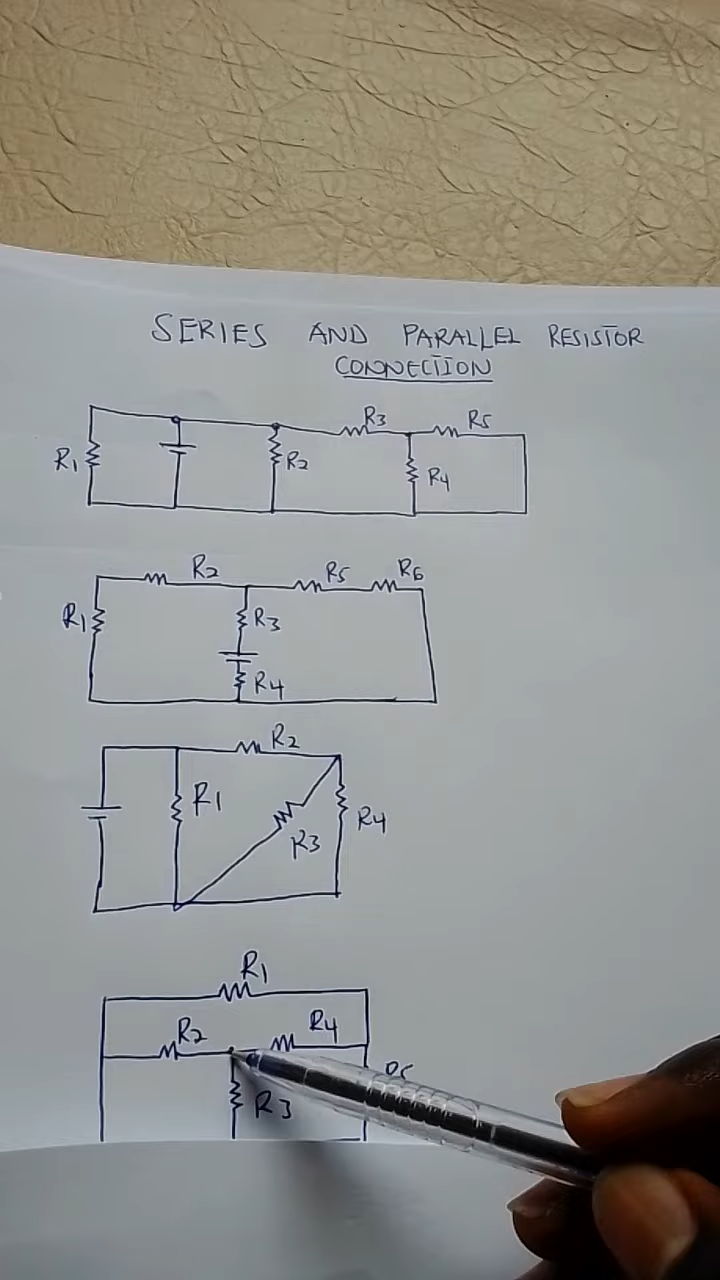 SERIES AND PARALLEL RESISTOR
CONNECTION
R3 R5
R1 R2 R4
R2 R5 R6
R1 R3
R4
R2
R1 R3 R4
R1
R2 R4
R3